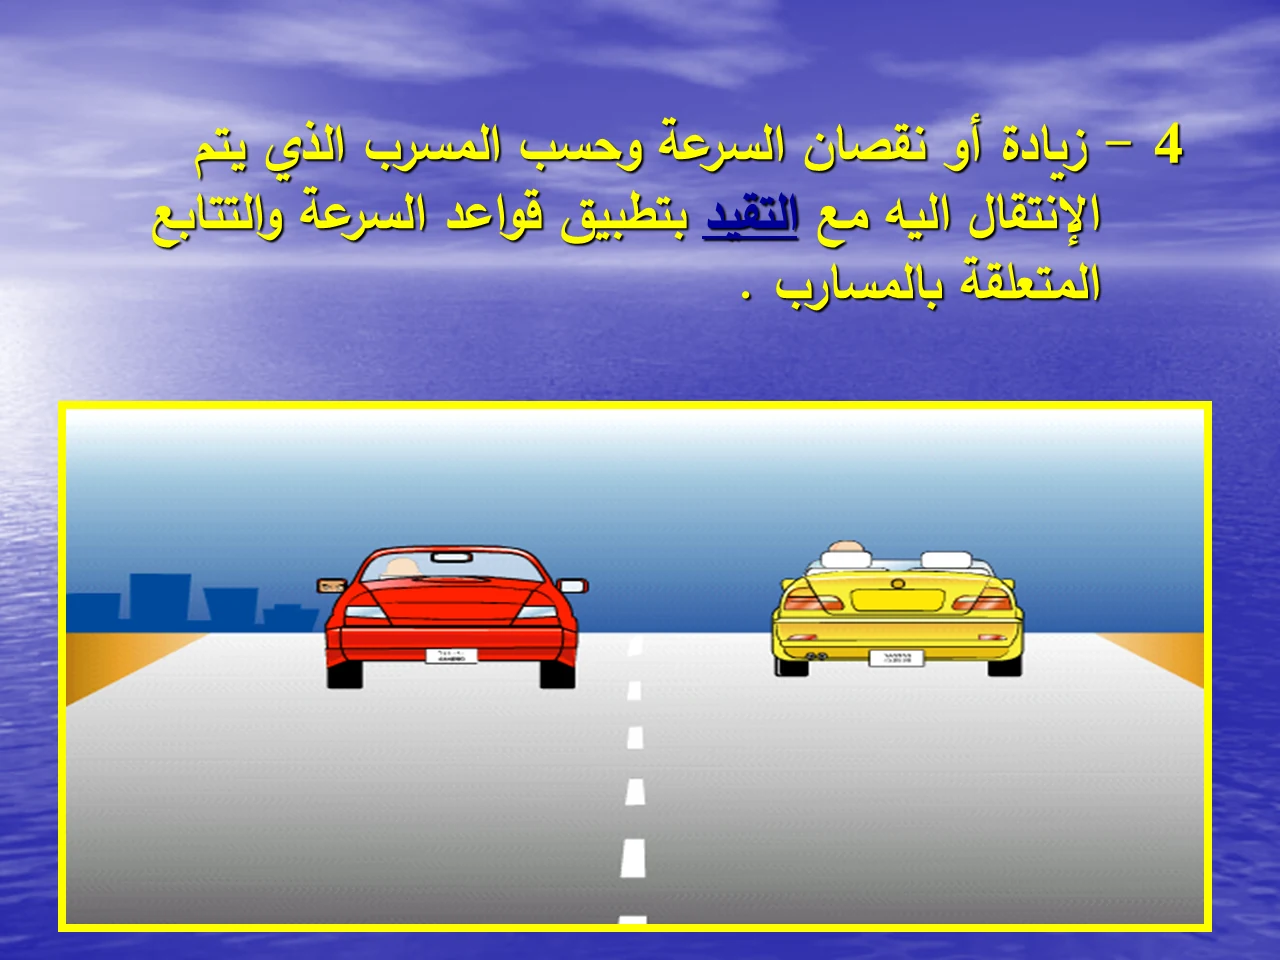 4 – زيادة أو نقصان السرعة وحسب المسرب الذي يتم
الإنتقال اليه مع التقيد بتطبيق قواعد السرعة والتتابع
المتعلقة بالمسارب .